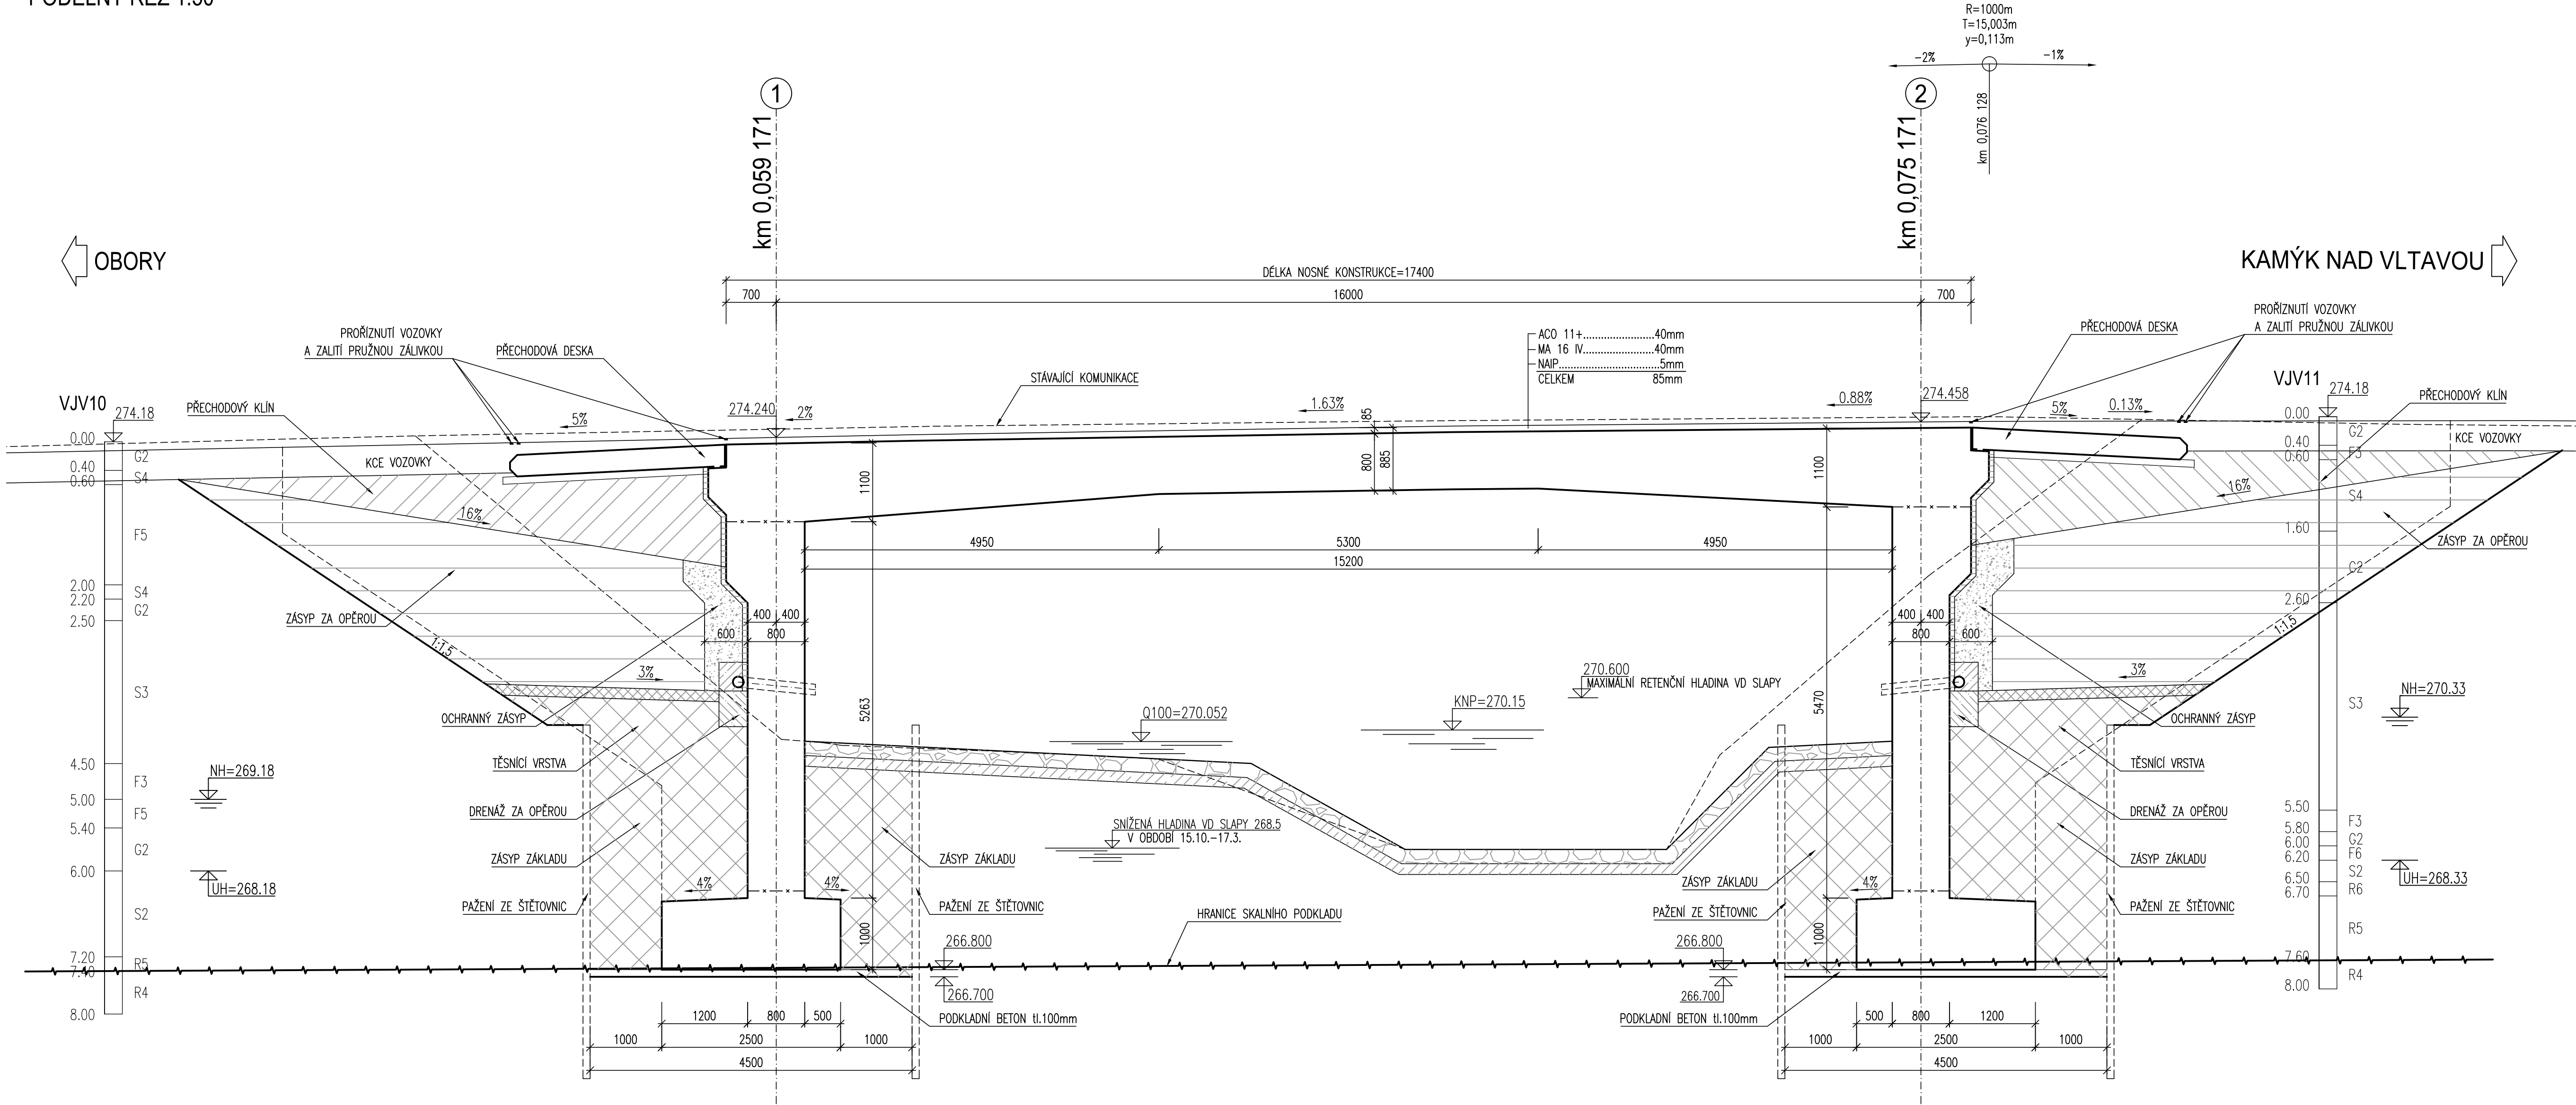 R=1000m
T=15,003m
y=0,113m
-2%
-1%
km 0,076 128
1
km 0,059 171
2
km 0,075 171
OBORY
KAMÝK NAD VLTAVOU
DÉLKA NOSNÉ KONSTRUKCE=17400
700
16000
700
PROŘÍZNUTÍ VOZOVKY
A ZALITÍ PRUŽNOU ZÁLIVKOU
PŘECHODOVÁ DESKA
STÁVAJÍCÍ KOMUNIKACE
ACO 11+........................40mm
MA 16 IV.......................40mm
NAIP.................................5mm
CELKEM 85mm
PŘECHODOVÁ DESKA
PROŘÍZNUTÍ VOZOVKY
A ZALITÍ PRUŽNOU ZÁLIVKOU
VJV10
274.18
PŘECHODOVÝ KLÍN
5%
274.240
2%
1.63%
85
800
885
0.88%
274.458
5%
0.13%
VJV11
274.18
PŘECHODOVÝ KLÍN
0.00
G2
0.40
S4
0.60
F5
2.00
S4
2.20
G2
2.50
S3
4.50
F3
5.00
F5
5.40
G2
6.00
S2
7.20
R5
7.40
R4
8.00
KCE VOZOVKY
16%
ZÁSYP ZA OPĚROU
1:1,5
3%
OCHRANNÝ ZÁSYP
TĚSNÍCÍ VRSTVA
DRENÁŽ ZA OPĚROU
ZÁSYP ZÁKLADU
PAŽENÍ ZE ŠTĚTOVNIC
NH=269.18
UH=268.18
1100
5263
1000
4950
5300
4950
15200
400
400
600
800
4%
4%
ZÁSYP ZÁKLADU
PAŽENÍ ZE ŠTĚTOVNIC
266.800
266.700
PODKLADNÍ BETON tl.100mm
Q100=270.052
KNP=270.15
270.600
MAXIMÁLNÍ RETENČNÍ HLADINA VD SLAPY
SNÍŽENÁ HLADINA VD SLAPY 268.5
V OBDOBÍ 15.10.-17.3.
HRANICE SKALNÍHO PODKLADU
1100
5470
1000
400
400
800
600
4%
ZÁSYP ZÁKLADU
PAŽENÍ ZE ŠTĚTOVNIC
266.800
266.700
PODKLADNÍ BETON tl.100mm
KCE VOZOVKY
16%
ZÁSYP ZA OPĚROU
1:1,5
3%
OCHRANNÝ ZÁSYP
TĚSNÍCÍ VRSTVA
DRENÁŽ ZA OPĚROU
ZÁSYP ZÁKLADU
PAŽENÍ ZE ŠTĚTOVNIC
NH=270.33
UH=268.33
0.00
G2
0.40
F3
0.60
S4
1.60
G2
2.60
S3
5.50
F3
5.80
G2
6.00
F6
6.20
S2
6.50
R6
6.70
R5
7.60
R4
8.00
1200
800
500
1000
2500
1000
4500
500
800
1200
1000
2500
1000
4500